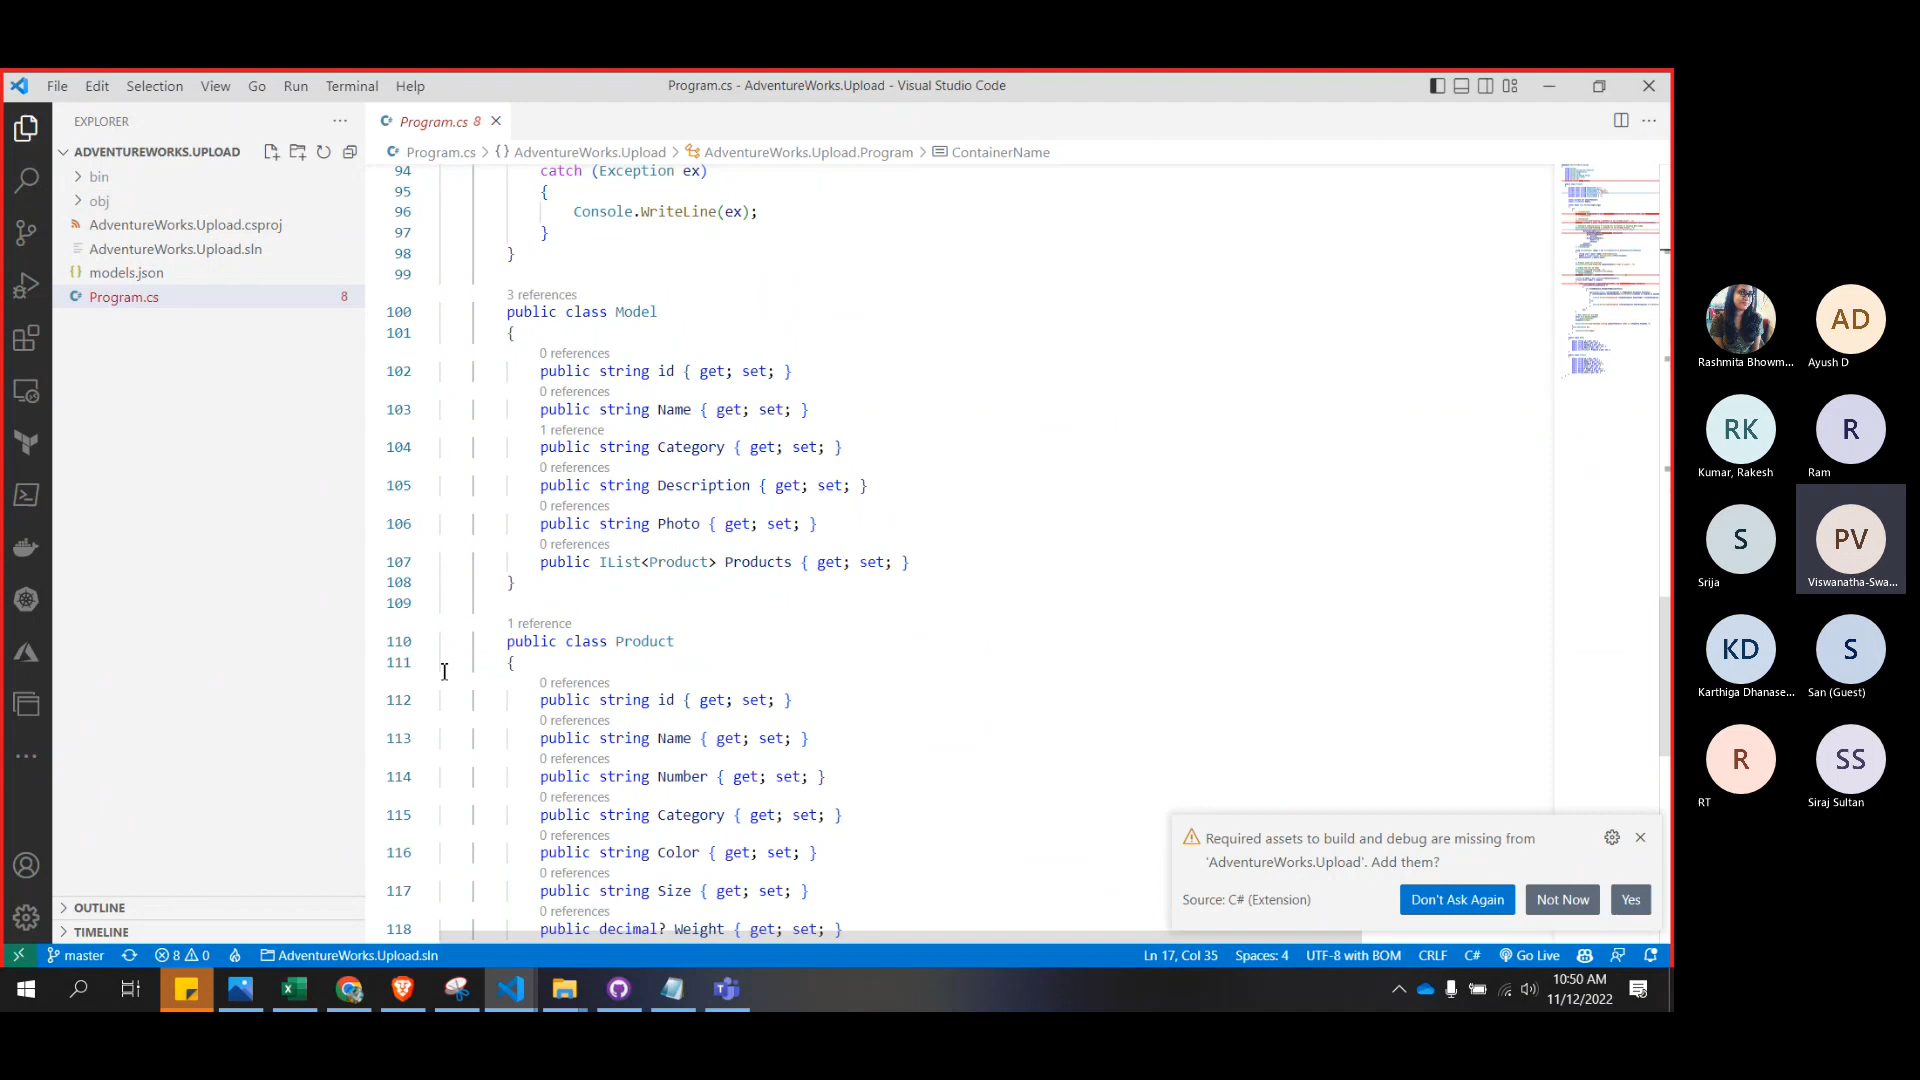 File Edit Selection View Go Run Terminal Help
Program.cs - AdventureWorks.Upload - Visual Studio Code
EXPLORER
Program.cs 8
ADVENTUREWORKS.UPLOAD
Program.cs > {} AdventureWorks.Upload > AdventureWorks.Upload.Program > ContainerName
bin
obj
AdventureWorks.Upload.csproj
AdventureWorks.Upload.sln
models.json
Program.cs 8
94 catch (Exception ex)
95 {
96 Console.WriteLine(ex);
97 }
98 }
99
3 references
100 public class Model
101 {
0 references
102 public string id { get; set; }
0 references
103 public string Name { get; set; }
1 reference
104 public string Category { get; set; }
0 references
105 public string Description { get; set; }
0 references
106 public string Photo { get; set; }
0 references
107 public IList<Product> Products { get; set; }
108 }
109
1 reference
110 public class Product
111 {
0 references
112 public string id { get; set; }
0 references
113 public string Name { get; set; }
0 references
114 public string Number { get; set; }
0 references
115 public string Category { get; set; }
0 references
116 public string Color { get; set; }
0 references
117 public string Size { get; set; }
0 references
118 public decimal? Weight { get; set; }
Required assets to build and debug are missing from
'AdventureWorks.Upload'. Add them?
Source: C# (Extension)
Don't Ask Again Not Now Yes
OUTLINE
TIMELINE
master 8 0 AdventureWorks.Upload.sln
Ln 17, Col 35 Spaces: 4 UTF-8 with BOM CRLF C# Go Live
10:50 AM
11/12/2022
Rashmita Bhowm...
AD
Ayush D
RK
Kumar, Rakesh
R
Ram
S
Srija
PV
Viswanatha-Swa...
KD
Karthiga Dhanase...
S
San (Guest)
R
RT
SS
Siraj Sultan